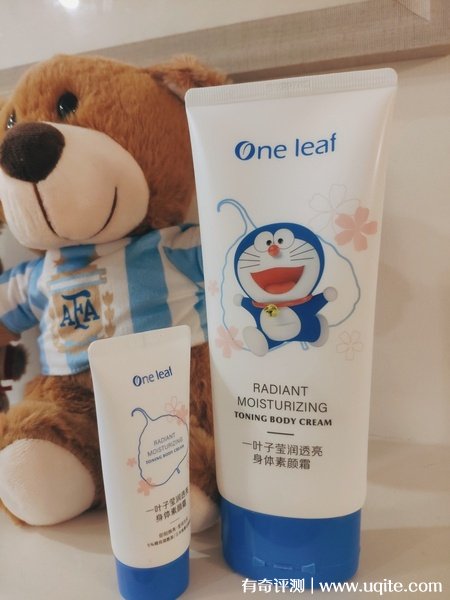 One leaf
RADIANT
MOISTURIZING
TONING BODY CREAM
一叶子莹润透亮
身体素颜霜
AFA
One leaf
RADIANT
MOISTURIZING
TONING BODY CREAM
一叶子莹润透亮
身体素颜霜
有奇评测 | www.uqite.com